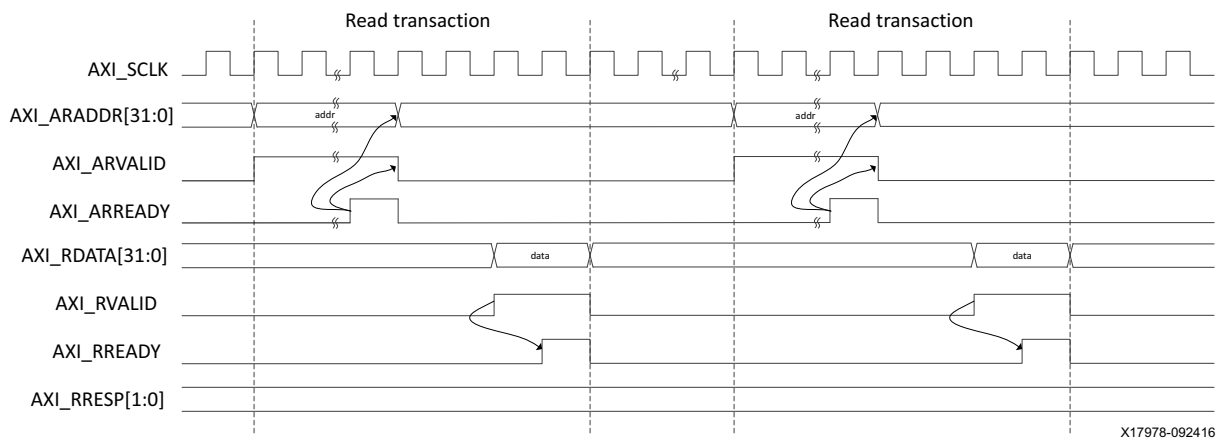 Read transaction
Read transaction
AXI_SCLK
AXI_ARADDR[31:0]
addr
addr
AXI_ARVALID
AXI_ARREADY
AXI_RDATA[31:0]
data
data
AXI_RVALID
AXI_RREADY
AXI_RRESP[1:0]
X17978-092416